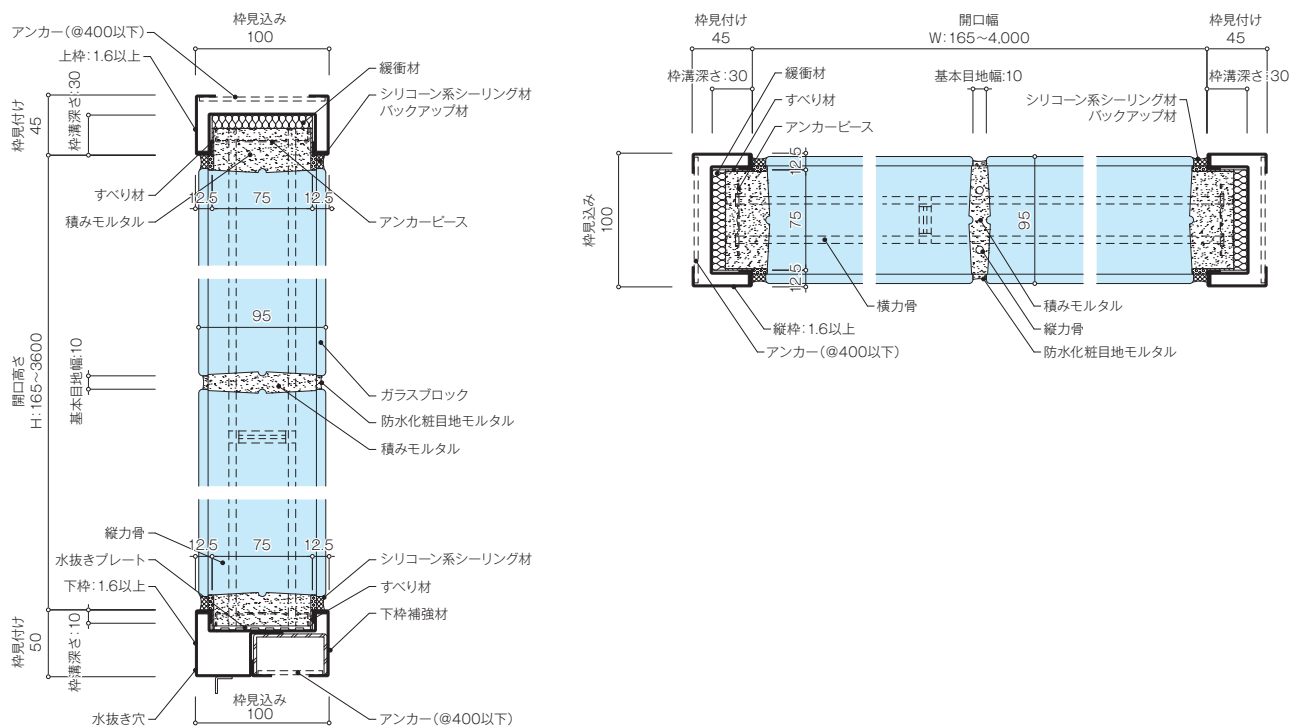 枠見込み
100
アンカー(@400以下)
上枠:1.6以上
緩衝材
シリコーン系シーリング材
バックアップ材
枠見付け
45
枠溝深さ:30
すべり材
12.5
75
12.5
積みモルタル
アンカーピース
95
開口高さ
H:165~3600
基本目地幅:10
ガラスブロック
防水化粧目地モルタル
積みモルタル
縦力骨
12.5
75
12.5
水抜きプレート
シリコーン系シーリング材
下枠:1.6以上
すべり材
下枠補強材
枠見付け
50
枠溝深さ:10
枠見込み
100
水抜き穴
アンカー(@400以下)
枠見付け
45
開口幅
W:165~4,000
枠見付け
45
枠溝深さ:30
緩衝材
基本目地幅:10
枠溝深さ:30
すべり材
シリコーン系シーリング材
バックアップ材
アンカーピース
枠見込み
100
12.5
75
12.5
95
横力骨
積みモルタル
縦枠:1.6以上
縦力骨
アンカー(@400以下)
防水化粧目地モルタル